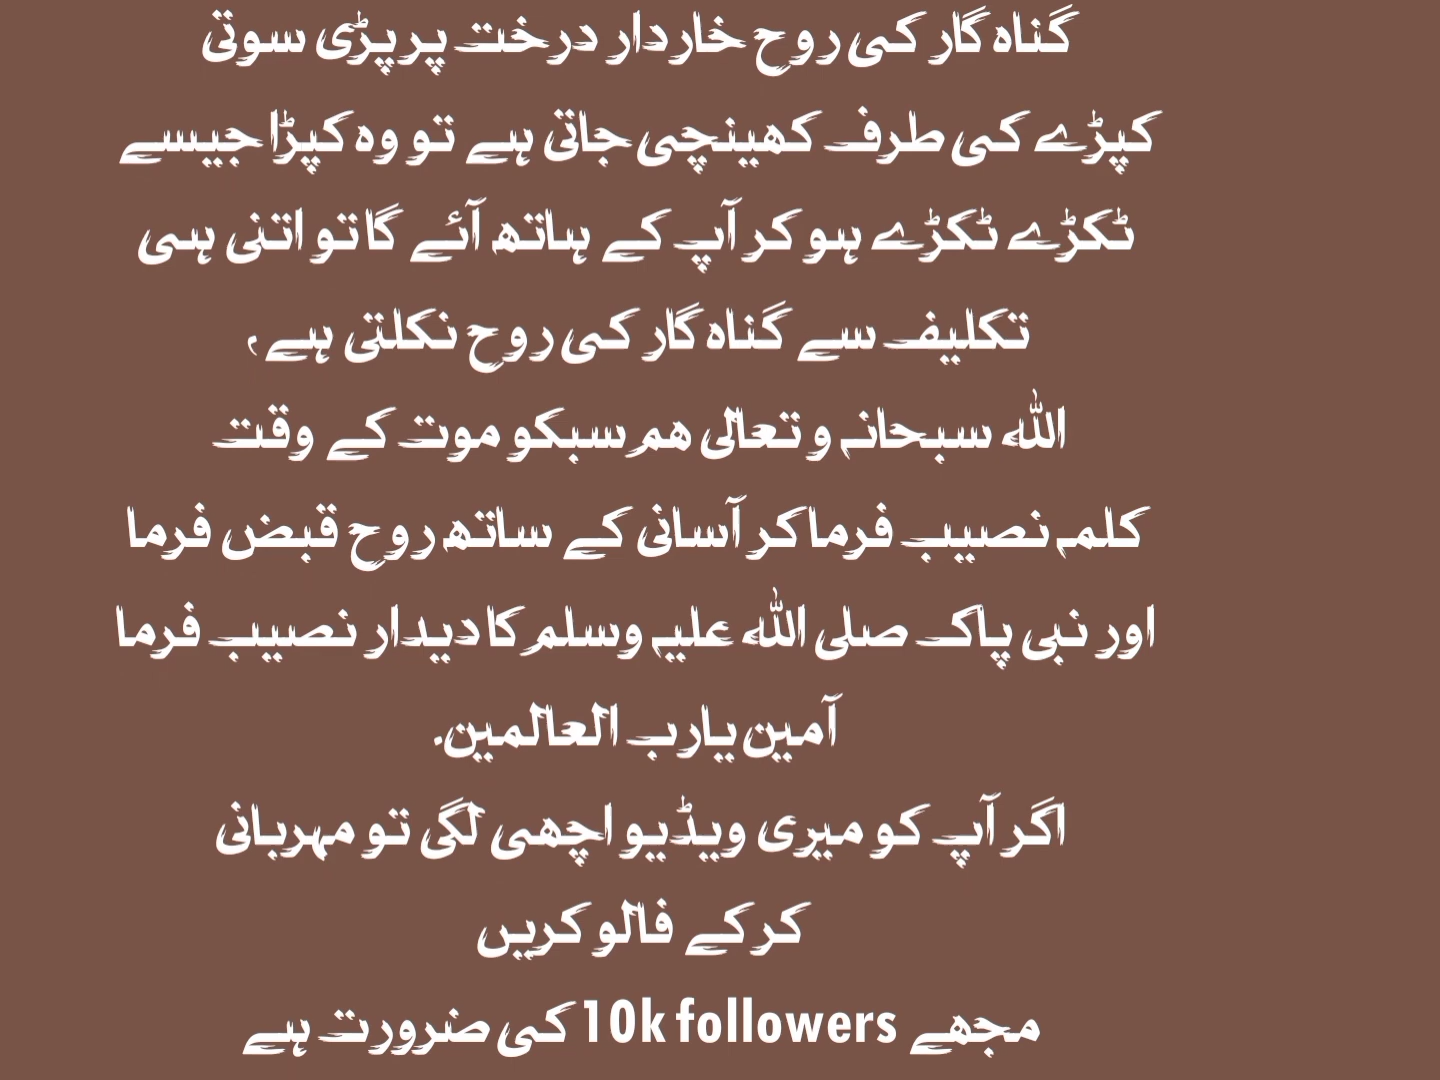 گناہ گار کی روح خاردار درخت پر پڑی سوتی
کپڑے کی طرف کھینچی جاتی ہے تو وہ کپڑا جیسے
ٹکڑے ٹکڑے ہو کر آپ کے ہاتھ آئے گا تو اتنی ہی
تکلیف سے گناہ گار کی روح نکلتی ہے ،
اللہ سبحانہ و تعالی ھم سبکو موت کے وقت
کلمہ نصیب فرما کر آسانی کے ساتھ روح قبض فرما
اور نبی پاک صلی اللہ علیہ وسلم کا دیدار نصیب فرما
آمین یارب العالمین.
اگر آپ کو میری ویڈیو اچھی لگی تو مہربانی
کرکے فالو کریں
مجھے 10k followers کی ضرورت ہے